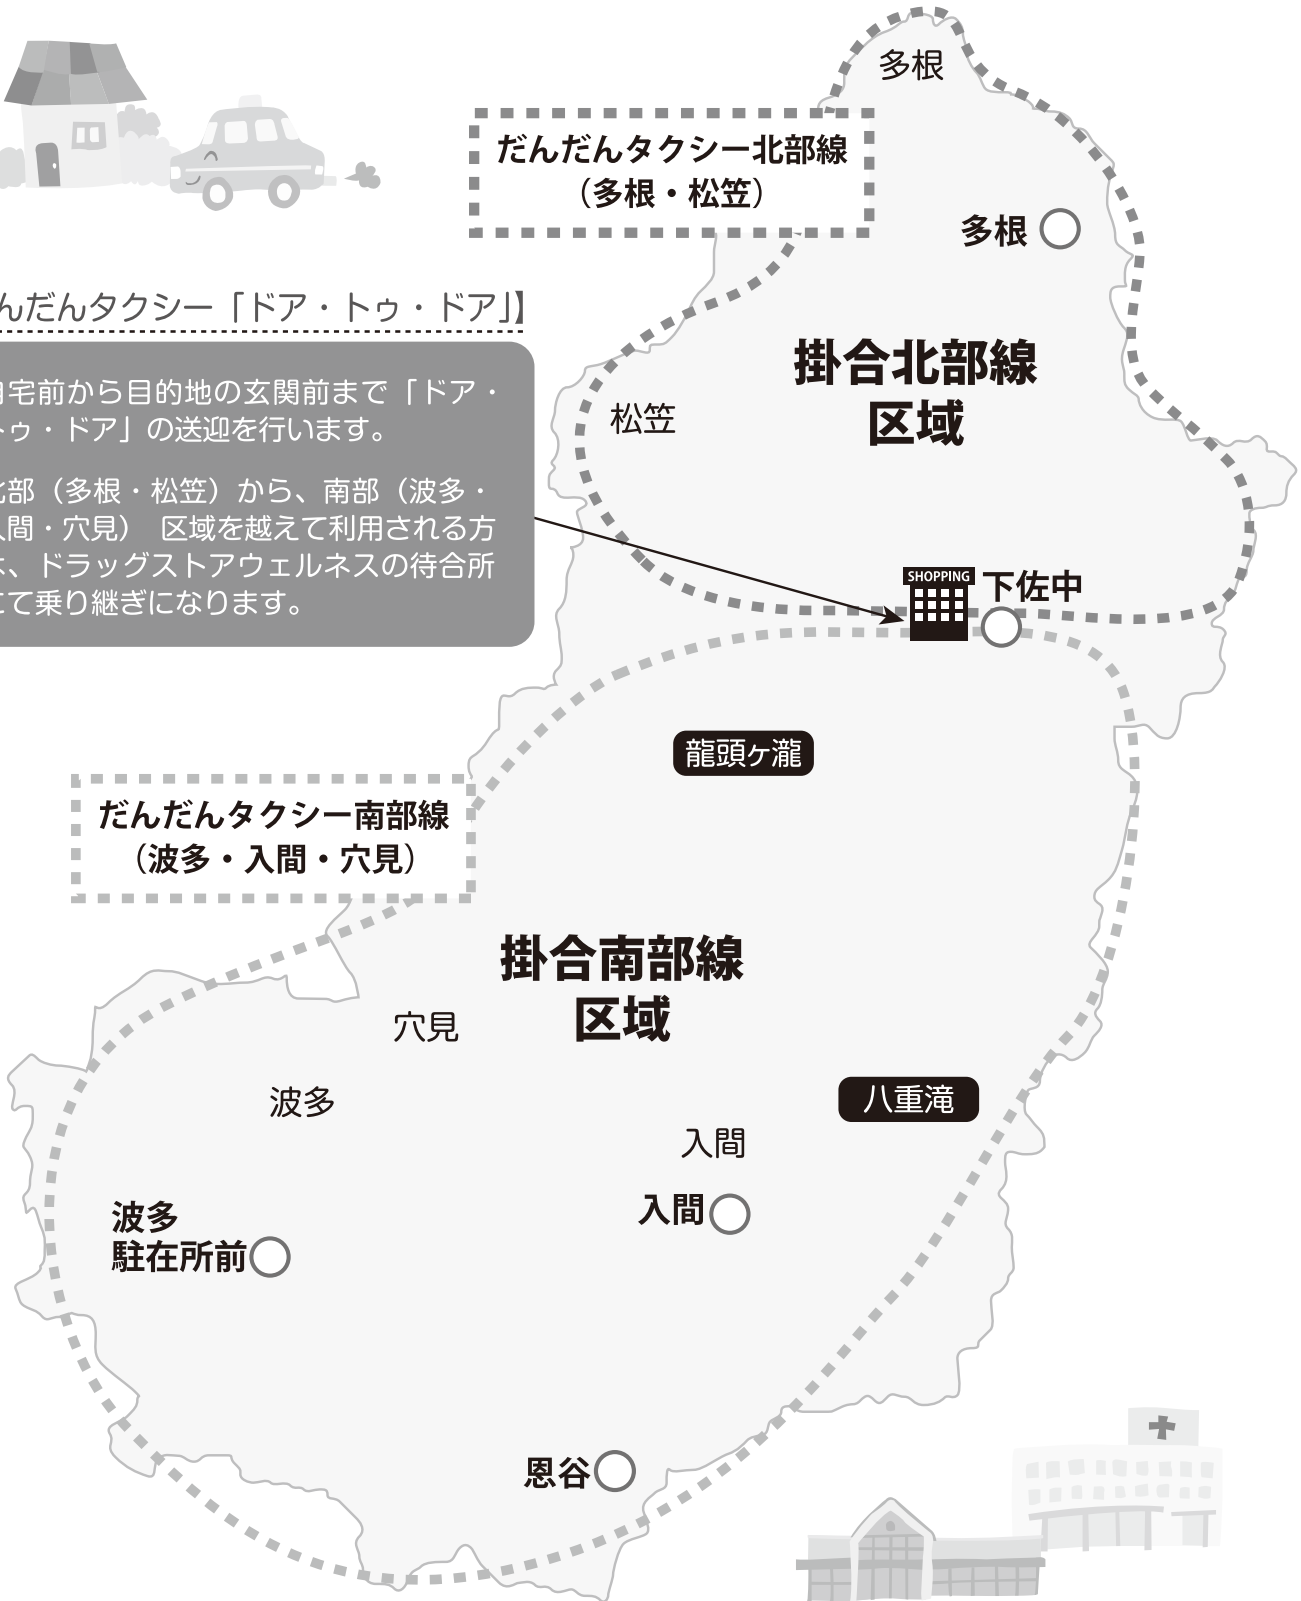 多根
だんだんタクシー北部線
（多根・松笠）
多根
んだんタクシー「ドア・トゥ・ドア」】
自宅前から目的地の玄関前まで「ドア・
トゥ・ドア」の送迎を行います。
北部（多根・松笠）から、南部（波多・
入間・穴見） 区域を越えて利用される方
は、ドラッグストアウェルネスの待合所
にて乗り継ぎになります。
掛合北部線
区域
松笠
SHOPPING
下佐中
龍頭ヶ瀧
だんだんタクシー南部線
（波多・入間・穴見）
掛合南部線
区域
穴見
波多
八重滝
入間
入間
波多
駐在所前
恩谷